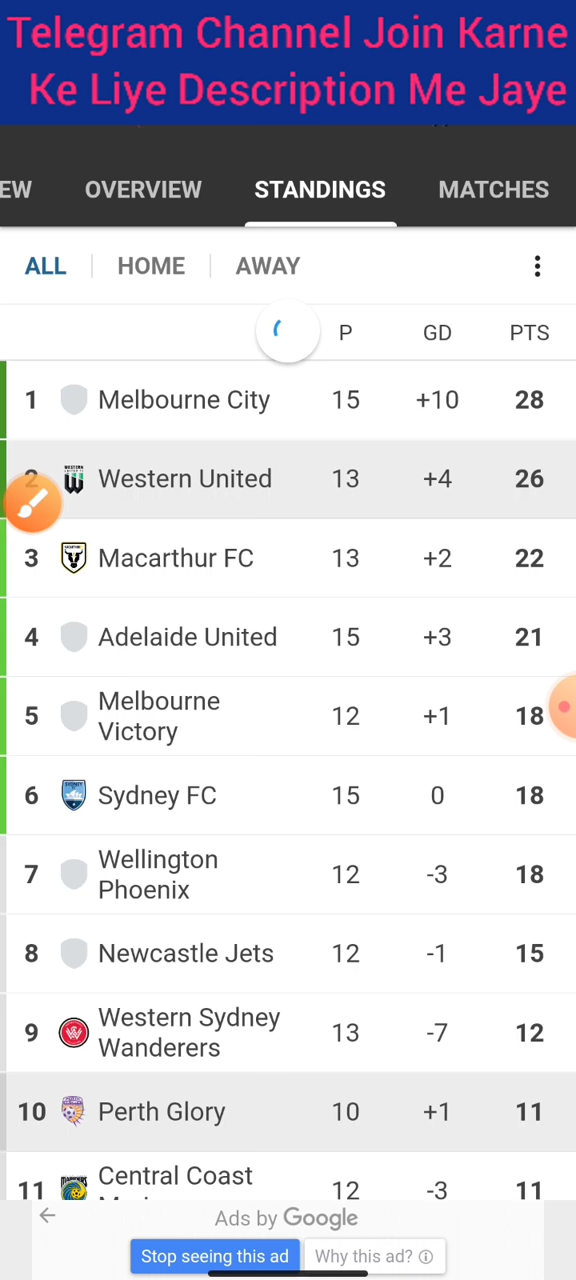 Telegram Channel Join Karne
Ke Liye Description Me Jaye
EW OVERVIEW STANDINGS MATCHES
ALL HOME AWAY
P GD PTS
1 Melbourne City 15 +10 28
2 Western United 13 +4 26
3 Macarthur FC 13 +2 22
4 Adelaide United 15 +3 21
5 Melbourne Victory 12 +1 18
6 Sydney FC 15 0 18
7 Wellington Phoenix 12 -3 18
8 Newcastle Jets 12 -1 15
9 Western Sydney Wanderers 13 -7 12
10 Perth Glory 10 +1 11
11 Central Coast 12 -3 11
Ads by Google
Stop seeing this ad Why this ad?